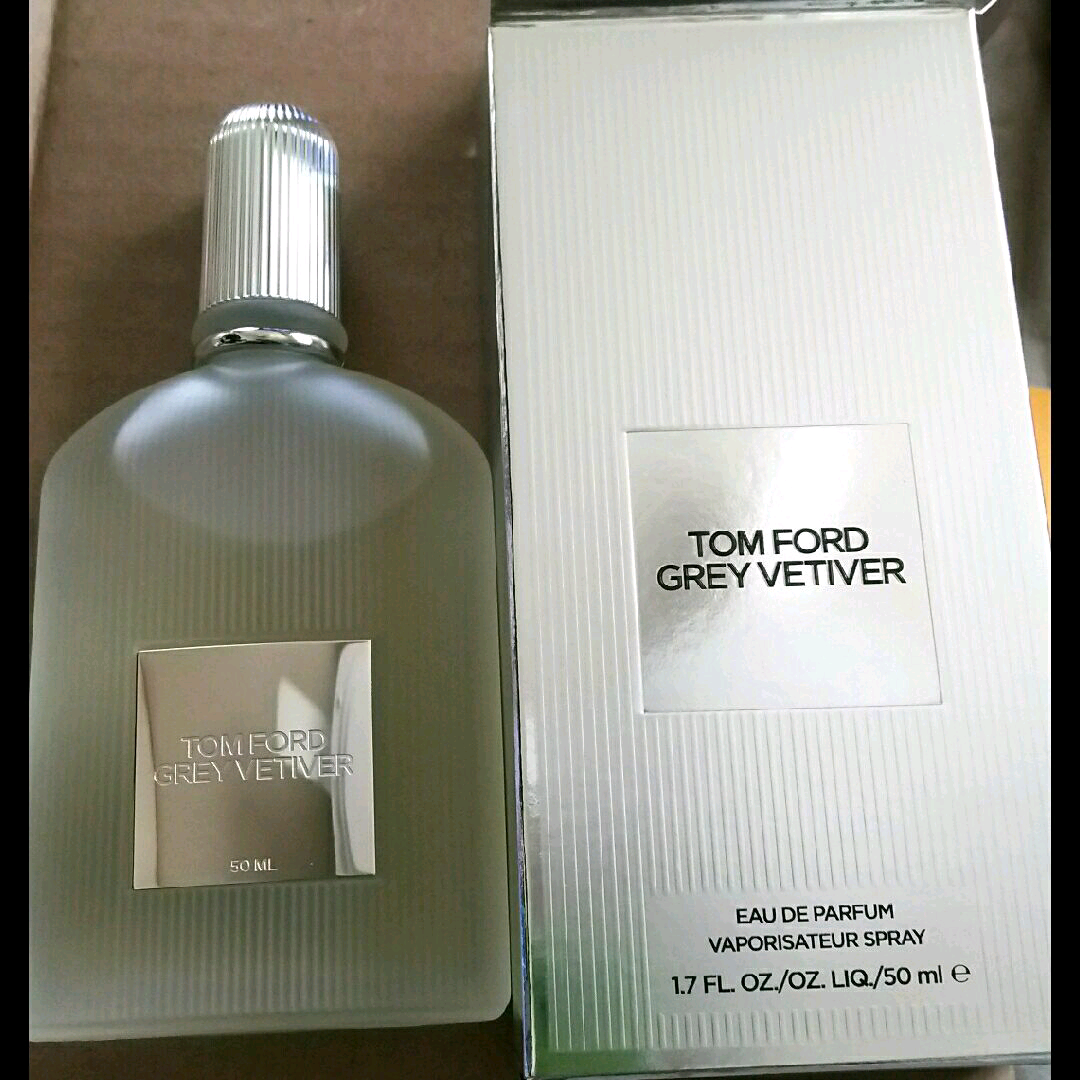 TOM FORD
GREY VETIVER
50 ML
TOM FORD
GREY VETIVER
EAU DE PARFUM
VAPORISATEUR SPRAY
1.7 FL. OZ./OZ. LIQ./50 ml ℮